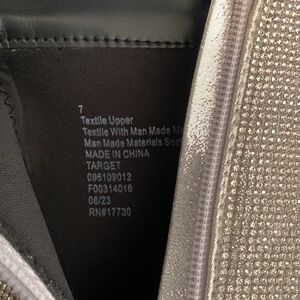 7
Textile Upper
Textile With Man Made
Man Made Materials
MADE IN CHINA
TARGET
096109012
F00314016
08/23
RN#17730